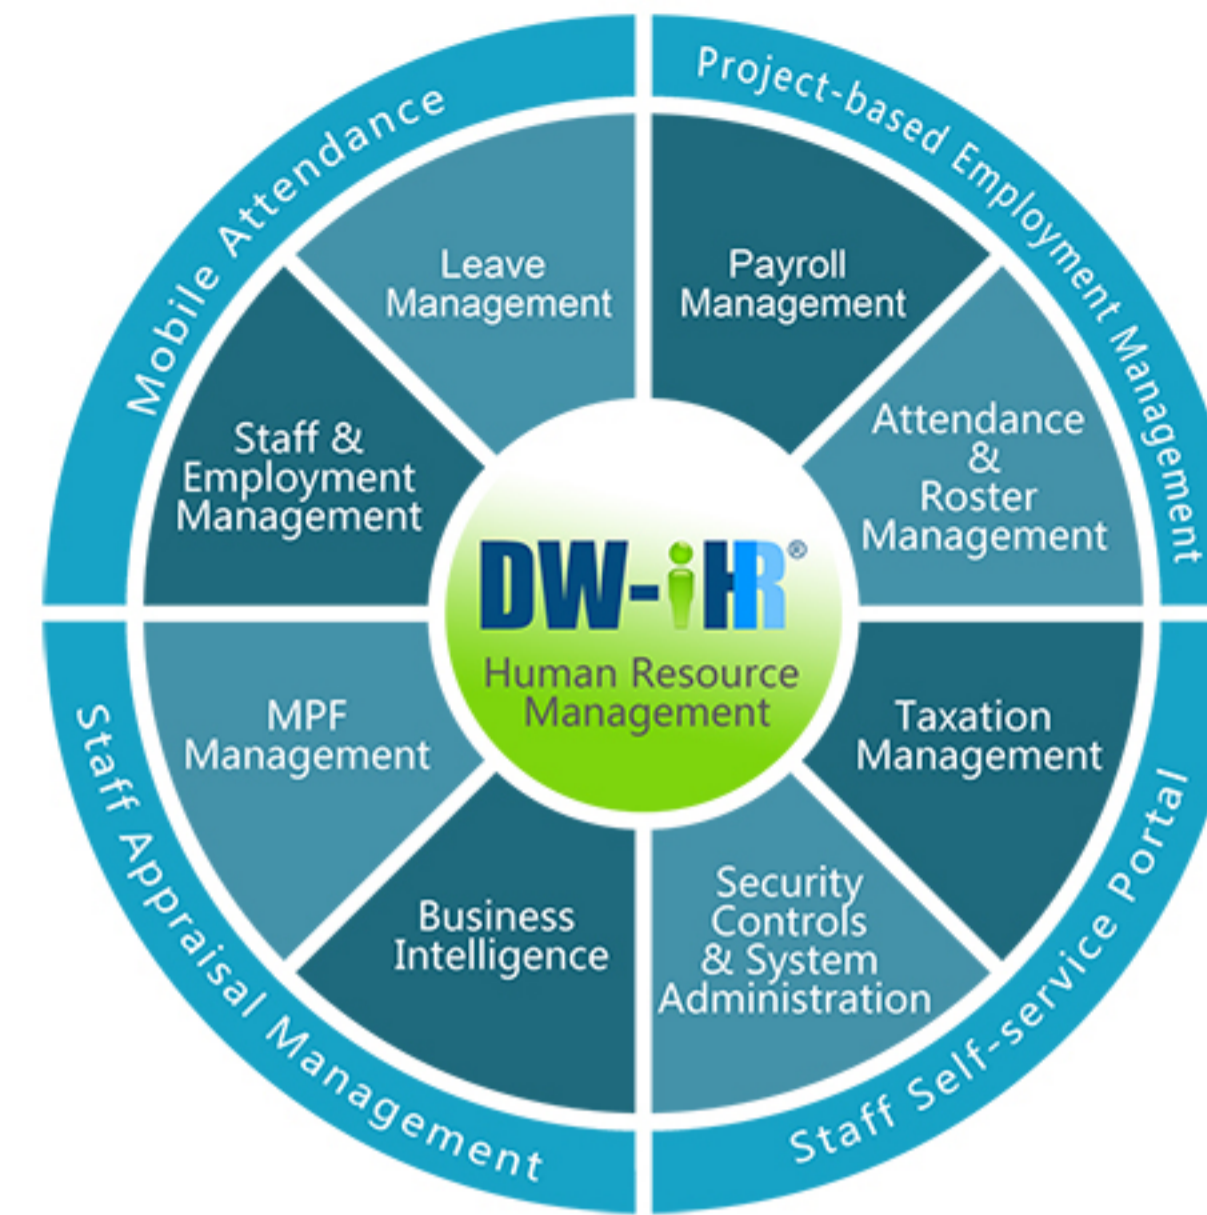 Mobile Attendance
Project-based Employment Management
Leave
Management
Payroll
Management
Staff &
Employment
Management
Attendance
&
Roster
Management
DW-iHR®
Human Resource
Management
MPF
Management
Taxation
Management
Business
Intelligence
Security
Controls
& System
Administration
Staff Appraisal Management
Staff Self-service Portal